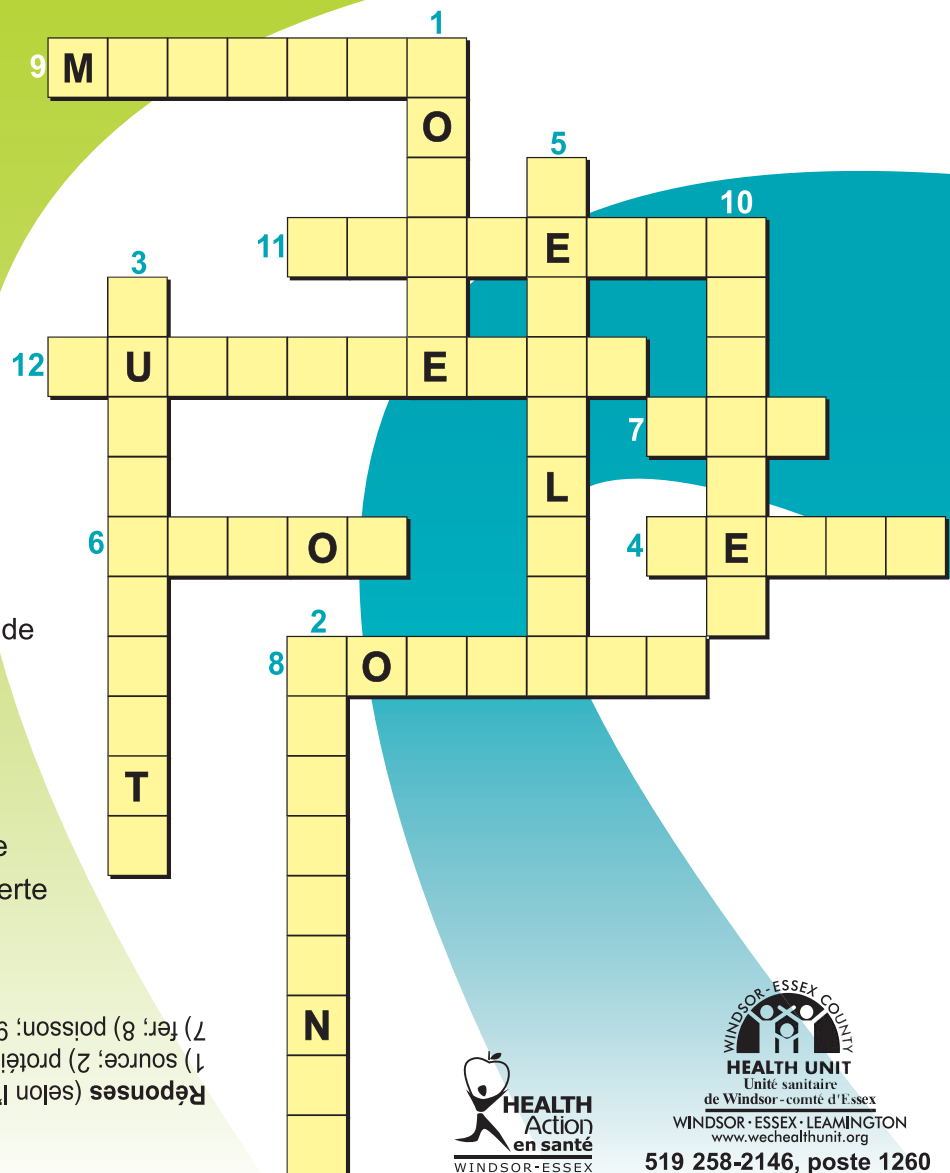 1
9 M
O
5
10
11 E
3
12 U E
7
L
6 O 4 E
de
2
8 O
T
e
erte
N
Réponses (selon l'
1) source; 2) protéi
7) fer; 8) poisson; 9
HEALTH
Action
en santé
WINDSOR-ESSEX
WINDSOR-ESSEX COUNTY
HEALTH UNIT
Unité sanitaire
de Windsor-comté d'Essex
WINDSOR · ESSEX · LEAMINGTON
www.wechealthunit.org
519 258-2146, poste 1260